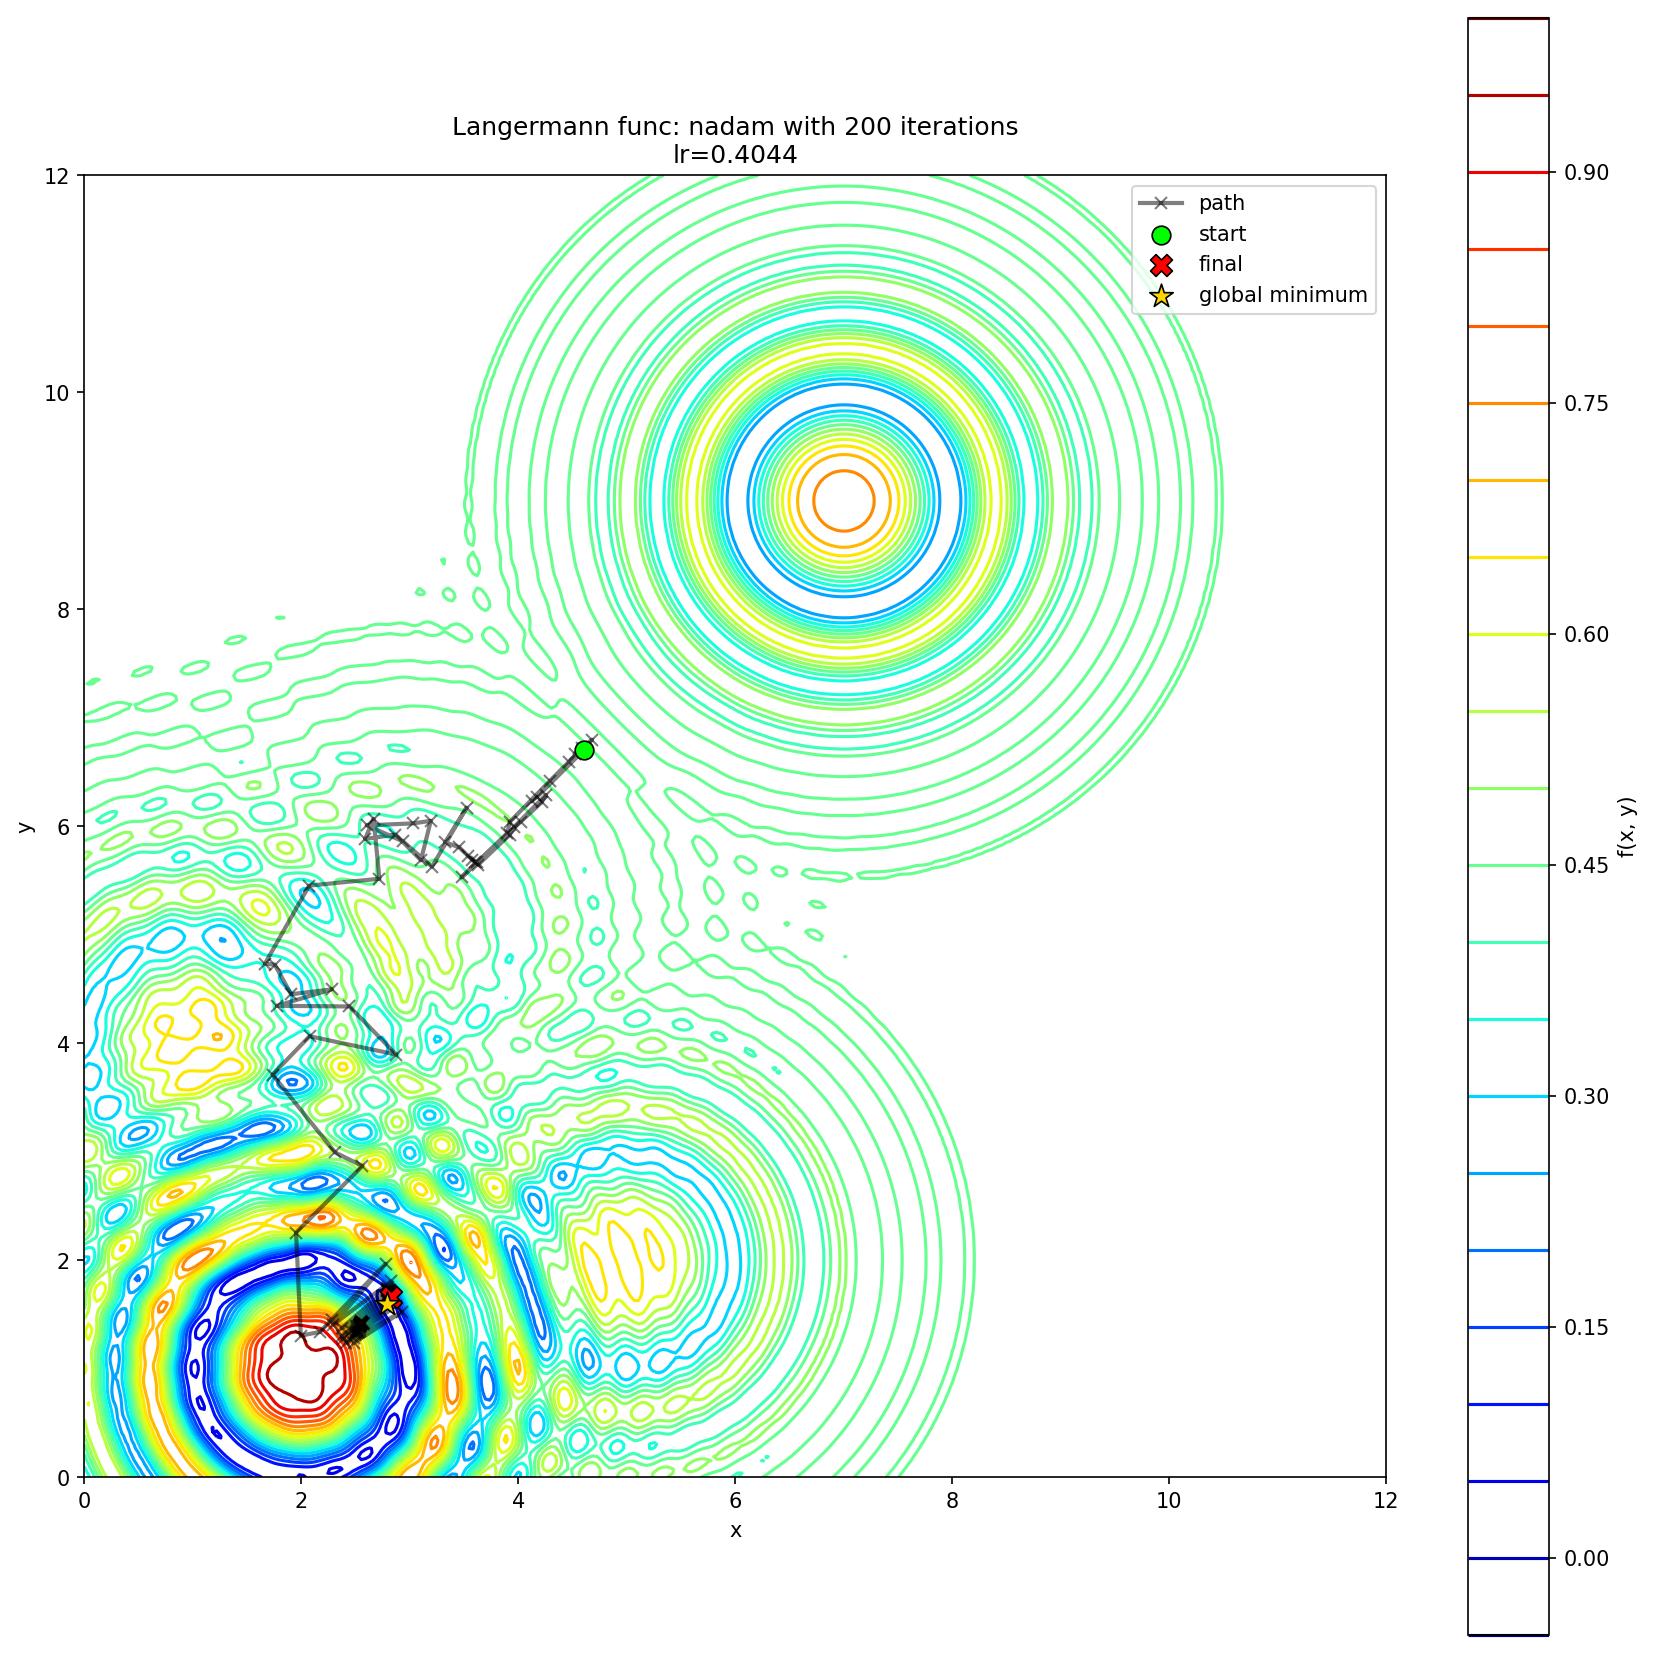 Langermann func: nadam with 200 iterations
lr=0.4044
path
start
final
global minimum
12
10
8
6
4
2
0
y
0 2 4 6 8 10 12
x
0.90
0.75
0.60
0.45
0.30
0.15
0.00
f(x, y)